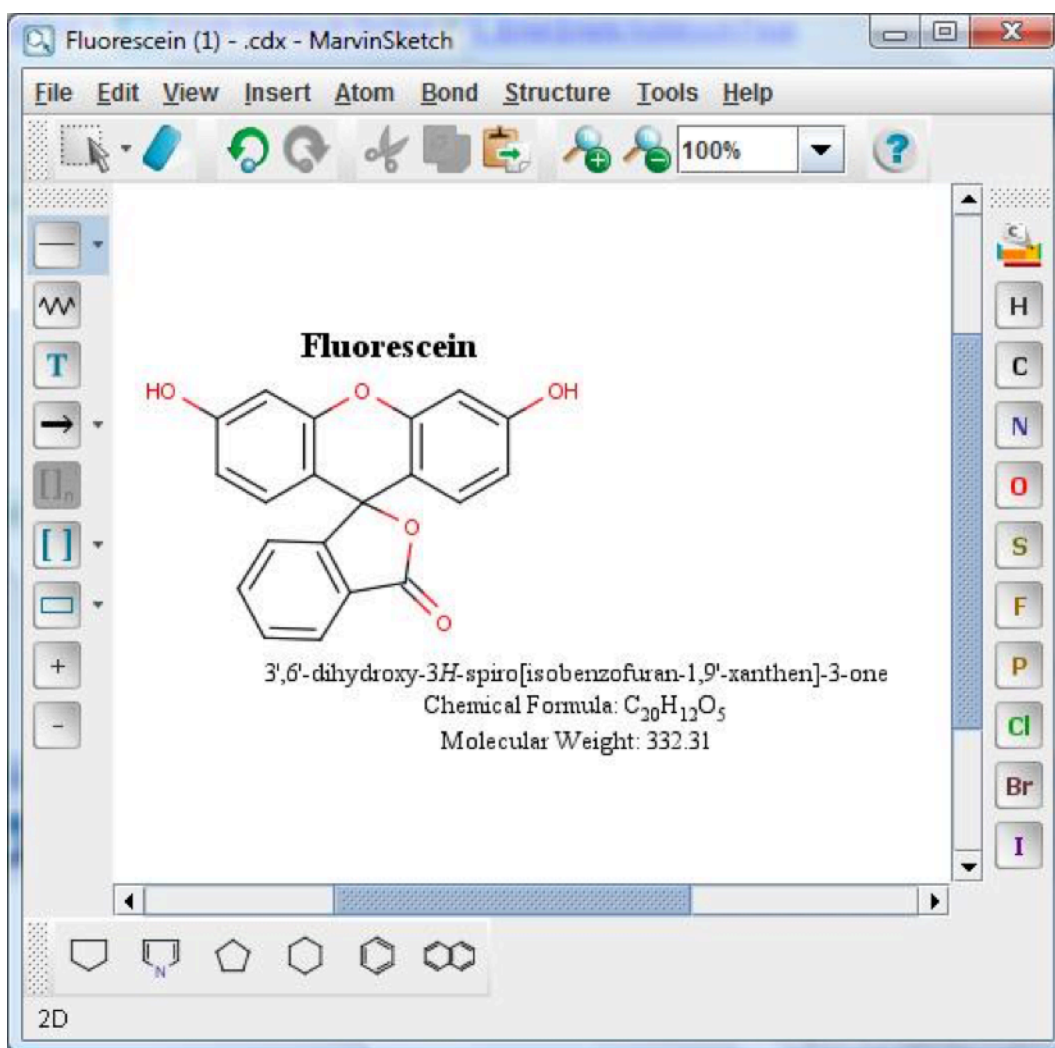 Fluorescein (1) - .cdx - MarvinSketch
File Edit View Insert Atom Bond Structure Tools Help
100% ?
T
[ ]n
[ ]
+
-
Fluorescein
HO O OH
O
O
3',6'-dihydroxy-3H-spiro[isobenzofuran-1,9'-xanthen]-3-one
Chemical Formula: C₂₀H₁₂O₅
Molecular Weight: 332.31
C
H
C
N
O
S
F
P
Cl
Br
I
N
2D